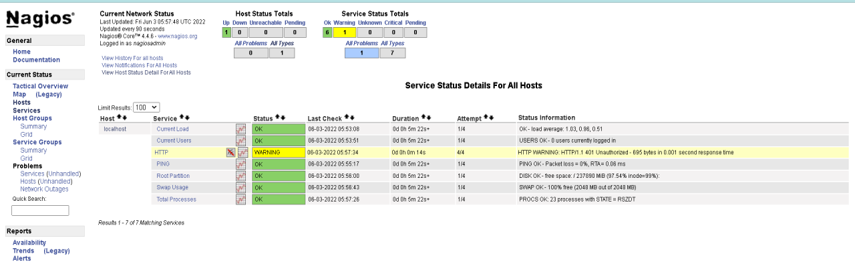 Nagios®
General
Home
Documentation
Current Status
Tactical Overview
Map (Legacy)
Hosts
Services
Host Groups
Summary
Grid
Service Groups
Summary
Grid
Problems
Services (Unhandled)
Hosts (Unhandled)
Network Outages
Quick Search:
Reports
Availability
Trends (Legacy)
Alerts
Current Network Status
Last Updated: Fri Jun 3 05:57:48 UTC 2022
Updated every 90 seconds
Nagios® Core™ 4.4.6 - www.nagios.org
Logged in as nagiosadmin
View History For all hosts
View Notifications For All Hosts
View Host Status Detail For All Hosts
Host Status Totals
Up Down Unreachable Pending
1 0 0 0
All Problems All Types
0 1
Service Status Totals
Ok Warning Unknown Critical Pending
6 1 0 0 0
All Problems All Types
1 7
Service Status Details For All Hosts
Limit Results: 100
Host Service Status Last Check Duration Attempt Status Information
localhost Current Load OK 06-03-2022 05:53:08 0d 0h 5m 22s+ 1/4 OK - load average: 1.03, 0.96, 0.51
Current Users OK 06-03-2022 05:53:51 0d 0h 5m 22s+ 1/4 USERS OK - 0 users currently logged in
HTTP WARNING 06-03-2022 05:57:34 0d 0h 0m 14s 4/4 HTTP WARNING: HTTP/1.1 401 Unauthorized - 695 bytes in 0.001 second response time
PING OK 06-03-2022 05:55:17 0d 0h 5m 22s+ 1/4 PING OK - Packet loss = 0%, RTA = 0.06 ms
Root Partition OK 06-03-2022 05:56:00 0d 0h 5m 22s+ 1/4 DISK OK - free space: / 237890 MiB (97.54% inode=99%):
Swap Usage OK 06-03-2022 05:56:43 0d 0h 5m 22s+ 1/4 SWAP OK - 100% free (2048 MB out of 2048 MB)
Total Processes OK 06-03-2022 05:57:26 0d 0h 5m 22s+ 1/4 PROCS OK: 23 processes with STATE = RSZDT
Results 1 - 7 of 7 Matching Services